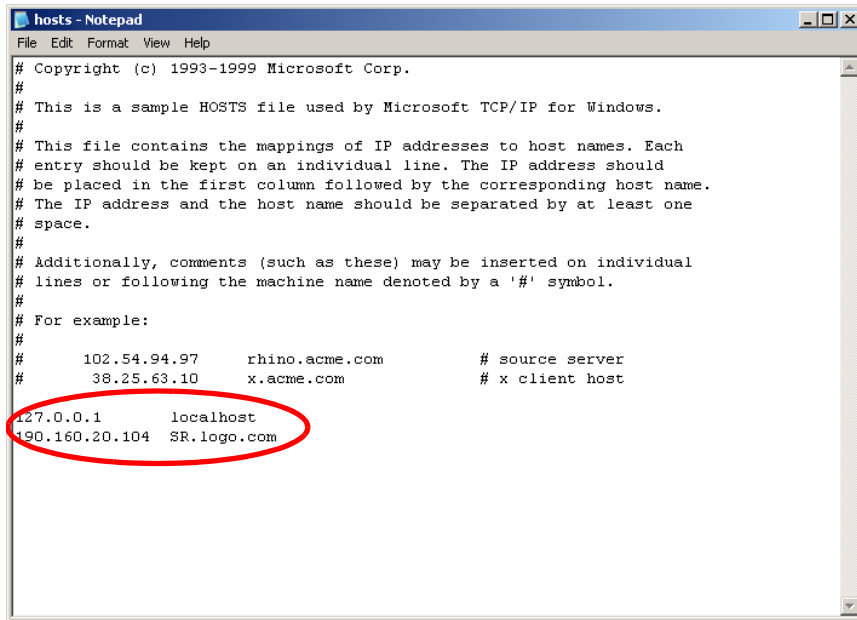 hosts - Notepad
File Edit Format View Help
# Copyright (c) 1993-1999 Microsoft Corp.
#
# This is a sample HOSTS file used by Microsoft TCP/IP for Windows.
#
# This file contains the mappings of IP addresses to host names. Each
# entry should be kept on an individual line. The IP address should
# be placed in the first column followed by the corresponding host name.
# The IP address and the host name should be separated by at least one
# space.
#
# Additionally, comments (such as these) may be inserted on individual
# lines or following the machine name denoted by a '#' symbol.
#
# For example:
#
#      102.54.94.97     rhino.acme.com          # source server
#       38.25.63.10     x.acme.com              # x client host
127.0.0.1       localhost
190.160.20.104  SR.logo.com